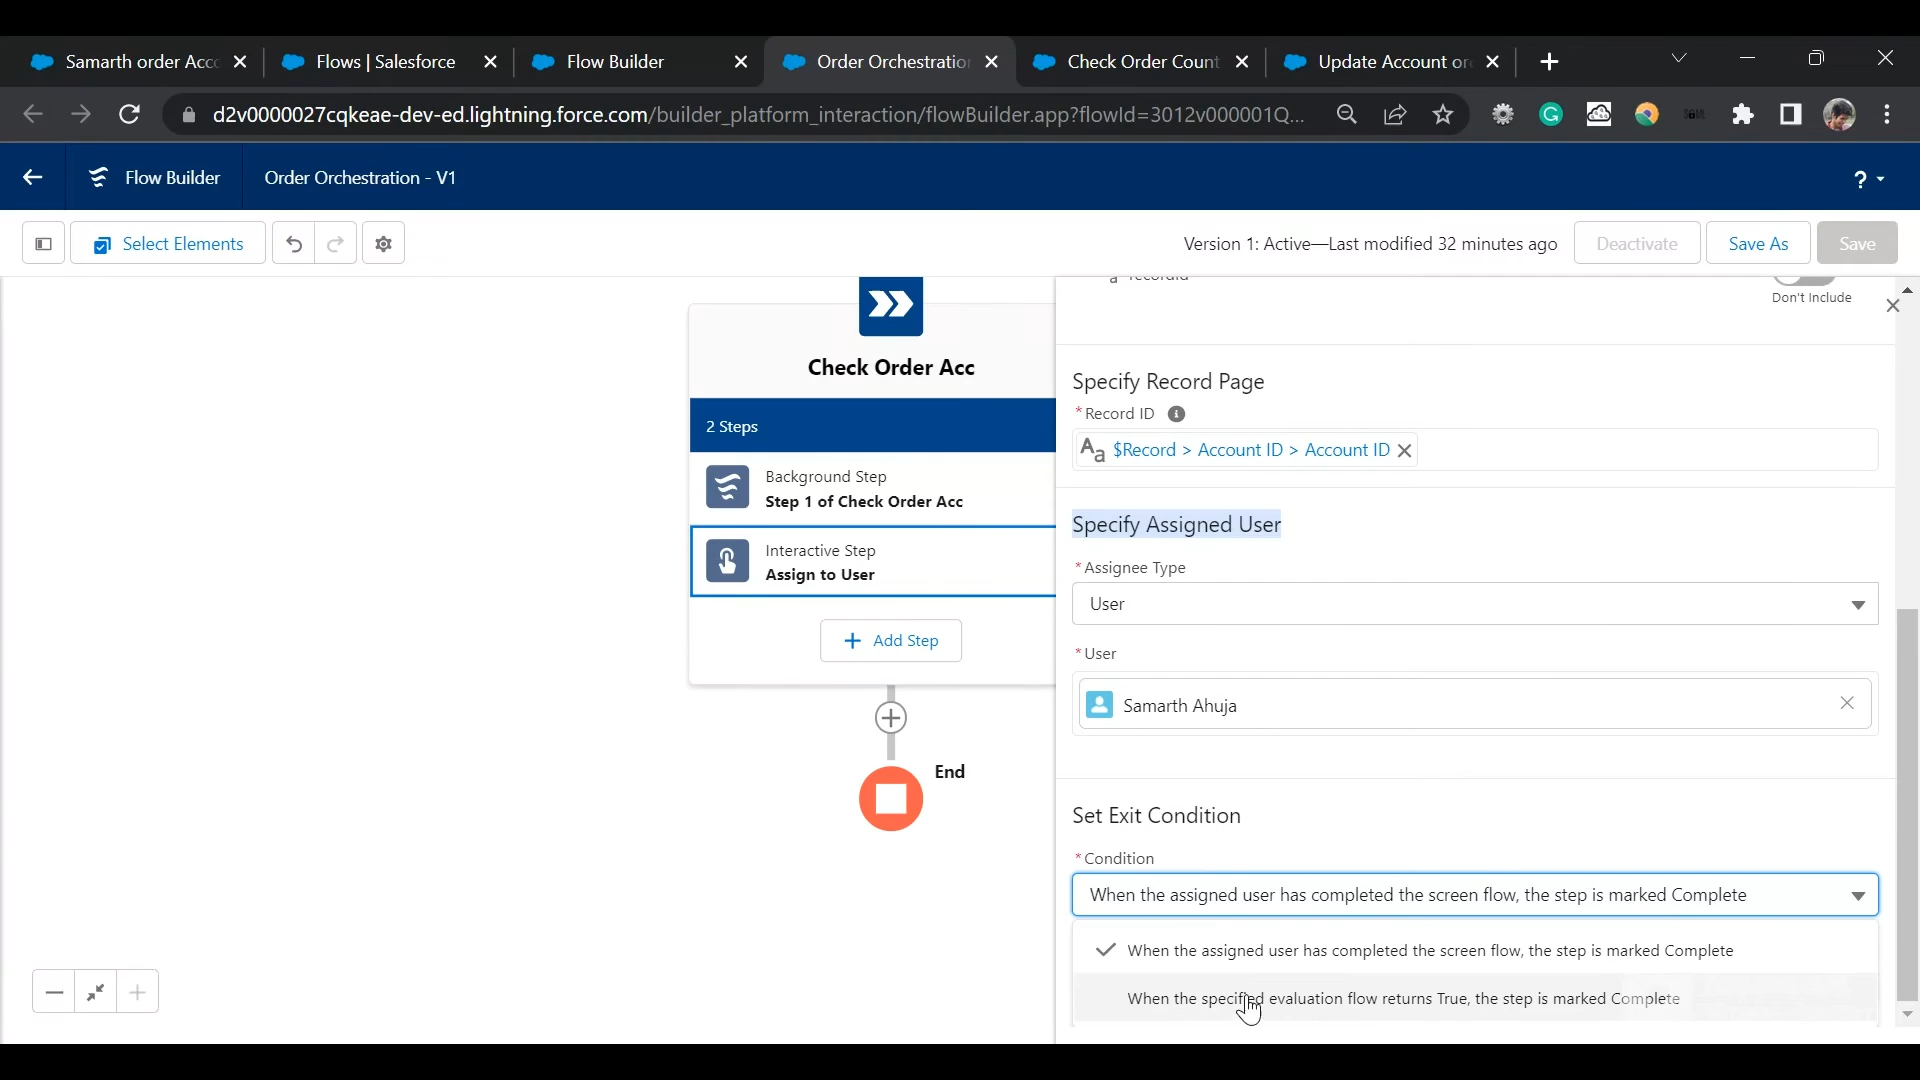 Samarth order Acc
Flows | Salesforce
Flow Builder
Order Orchestration
Check Order Count
Update Account or
d2v0000027cqkeae-dev-ed.lightning.force.com/builder_platform_interaction/flowBuilder.app?flowId=3012v000001Q...
Flow Builder
Order Orchestration - V1
?
Select Elements
Version 1: Active—Last modified 32 minutes ago
Deactivate
Save As
Save
recordId
Don't Include
Check Order Acc
2 Steps
Background Step
Step 1 of Check Order Acc
Interactive Step
Assign to User
+ Add Step
End
Specify Record Page
* Record ID
Aa $Record > Account ID > Account ID
Specify Assigned User
* Assignee Type
User
* User
Samarth Ahuja
Set Exit Condition
* Condition
When the assigned user has completed the screen flow, the step is marked Complete
When the assigned user has completed the screen flow, the step is marked Complete
When the specified evaluation flow returns True, the step is marked Complete